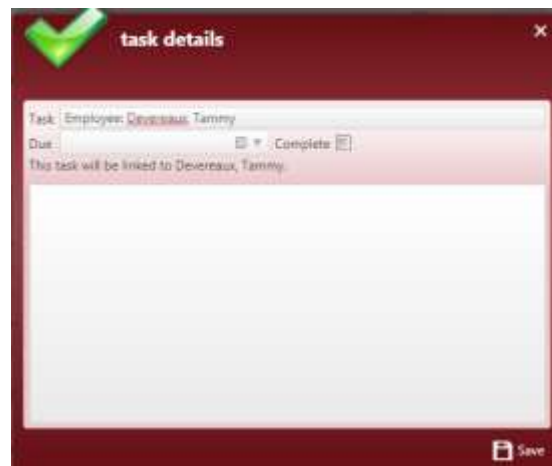 task details
Task Employee: Devereaux, Tammy
Due Complete
This task will be linked to Devereaux, Tammy.
Save